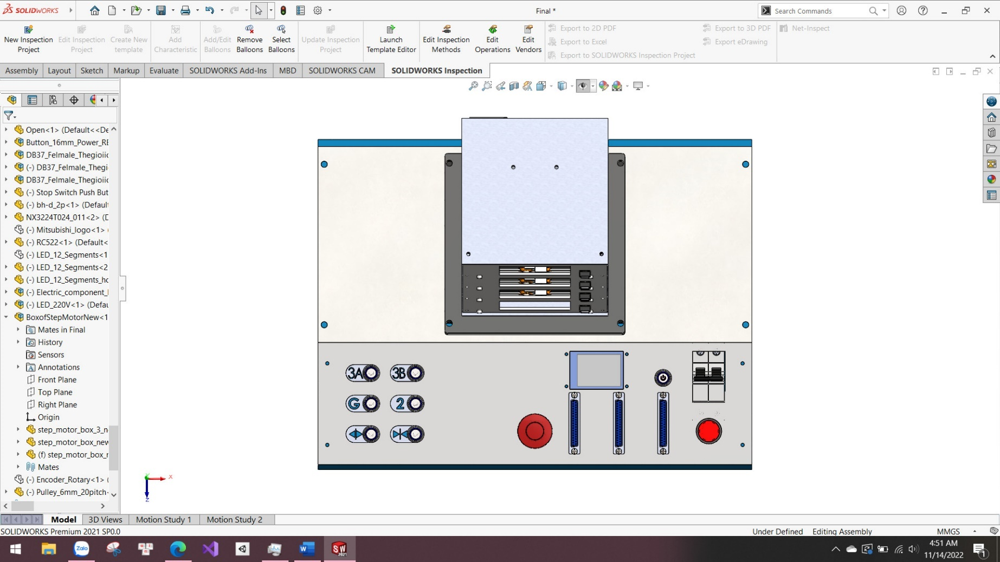 SOLIDWORKS
Final *
Search Commands
New Inspection Project
Edit Inspection Project
Create New template
Add Characteristic
Add/Edit Balloons
Remove Balloons
Select Balloons
Update Inspection Project
Launch Template Editor
Edit Inspection Methods
Edit Operations
Edit Vendors
Export to 2D PDF
Export to Excel
Export to SOLIDWORKS Inspection Project
Export to 3D PDF
Export eDrawing
Net-Inspect
Assembly
Layout
Sketch
Markup
Evaluate
SOLIDWORKS Add-Ins
MBD
SOLIDWORKS CAM
SOLIDWORKS Inspection
Open<1> (Default<<De
Button_16mm_Power_RE
DB37_Felmale_Thegioiic
(-) DB37_Felmale_Thegioiic
DB37_Felmale_Thegioiic
(-) Stop Switch Push But
(-) bh-d_2p<1> (Default
NX3224T024_011<2> (D
(-) Mitsubishi_logo<1> (
(-) RC522<1> (Default<
(-) LED_12_Segments<1
(-) LED_12_Segments<2
(-) LED_12_Segments_ho
(-) Electric_component_
(-) LED_220V<1> (Defau
BoxofStepMotorNew<1
Mates in Final
History
Sensors
Annotations
Front Plane
Top Plane
Right Plane
Origin
step_motor_box_3_n
step_motor_box_new
(f) step_motor_box_r
Mates
(-) Encoder_Rotary<1> (
(-) Pulley_6mm_20pitch
3A
3B
G
2
X
Y
Z
Model
3D Views
Motion Study 1
Motion Study 2
SOLIDWORKS Premium 2021 SP0.0
Under Defined
Editing Assembly
MMGS
Zalo
W
SW
2021
4:51 AM
11/14/2022
1